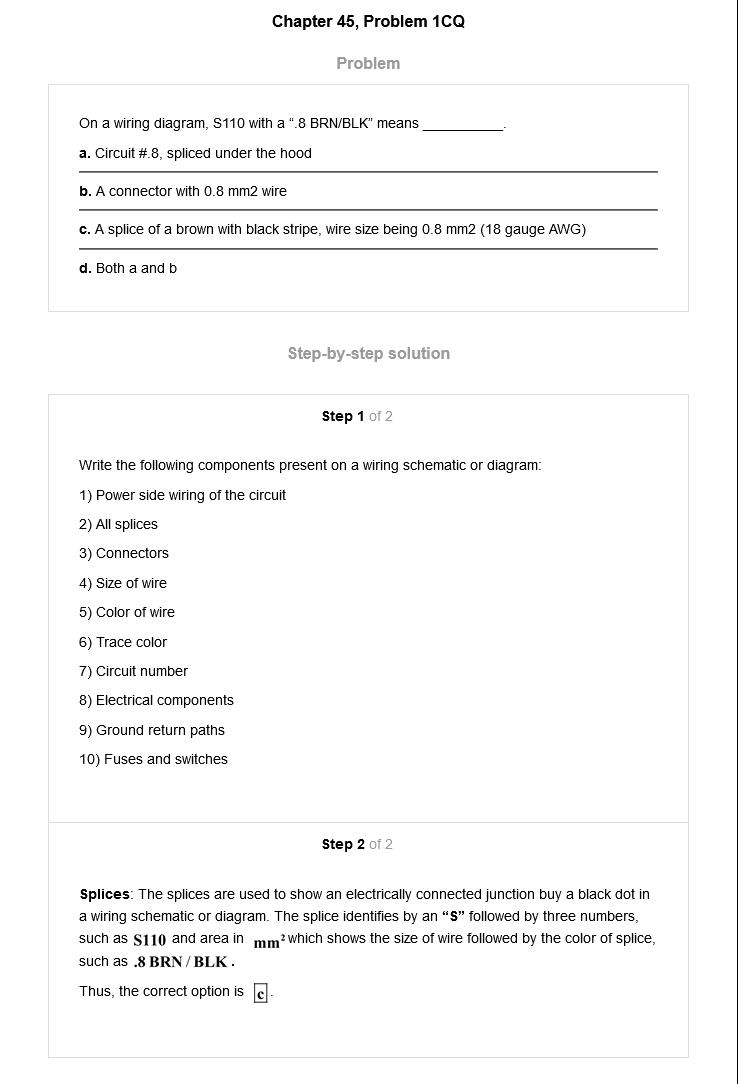 Chapter 45, Problem 1CQ
Problem
On a wiring diagram, S110 with a “.8 BRN/BLK” means __________.
a. Circuit #.8, spliced under the hood
b. A connector with 0.8 mm2 wire
c. A splice of a brown with black stripe, wire size being 0.8 mm2 (18 gauge AWG)
d. Both a and b
Step-by-step solution
Step 1 of 2
Write the following components present on a wiring schematic or diagram:
1) Power side wiring of the circuit
2) All splices
3) Connectors
4) Size of wire
5) Color of wire
6) Trace color
7) Circuit number
8) Electrical components
9) Ground return paths
10) Fuses and switches
Step 2 of 2
Splices: The splices are used to show an electrically connected junction buy a black dot in
a wiring schematic or diagram. The splice identifies by an “S” followed by three numbers,
such as S110 and area in mm² which shows the size of wire followed by the color of splice,
such as .8 BRN / BLK .
Thus, the correct option is c .